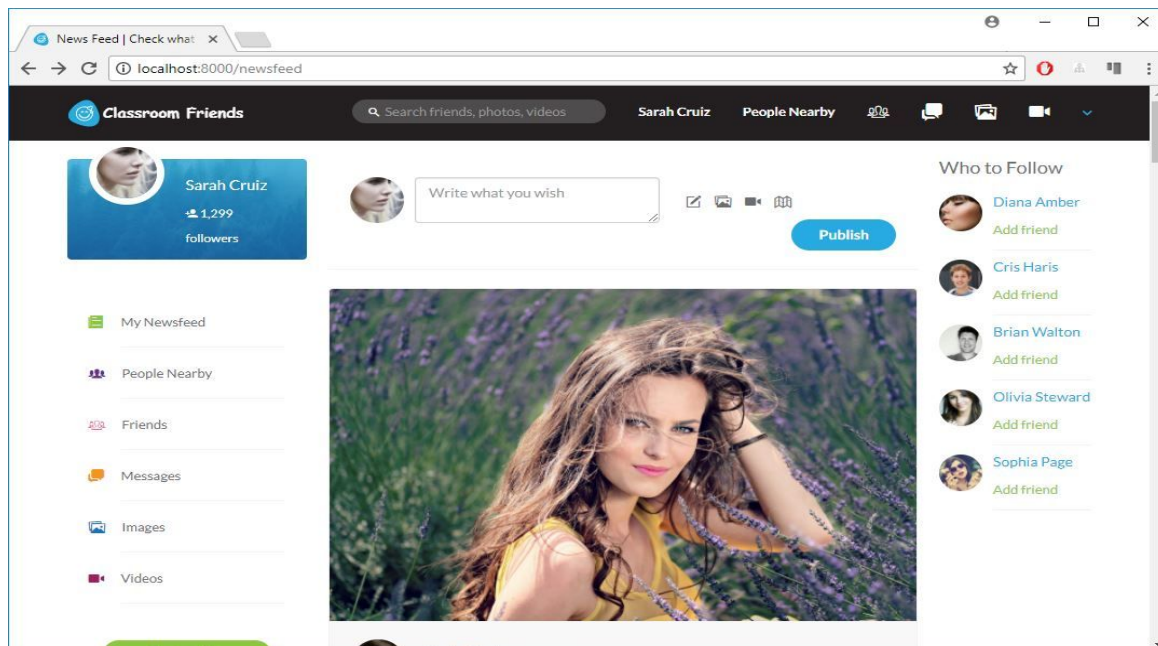 News Feed | Check what
localhost:8000/newsfeed
Classroom Friends
Search friends, photos, videos
Sarah Cruiz
People Nearby
Sarah Cruiz
1,299
followers
My Newsfeed
People Nearby
Friends
Messages
Images
Videos
Write what you wish
Publish
Who to Follow
Diana Amber
Add friend
Cris Haris
Add friend
Brian Walton
Add friend
Olivia Steward
Add friend
Sophia Page
Add friend